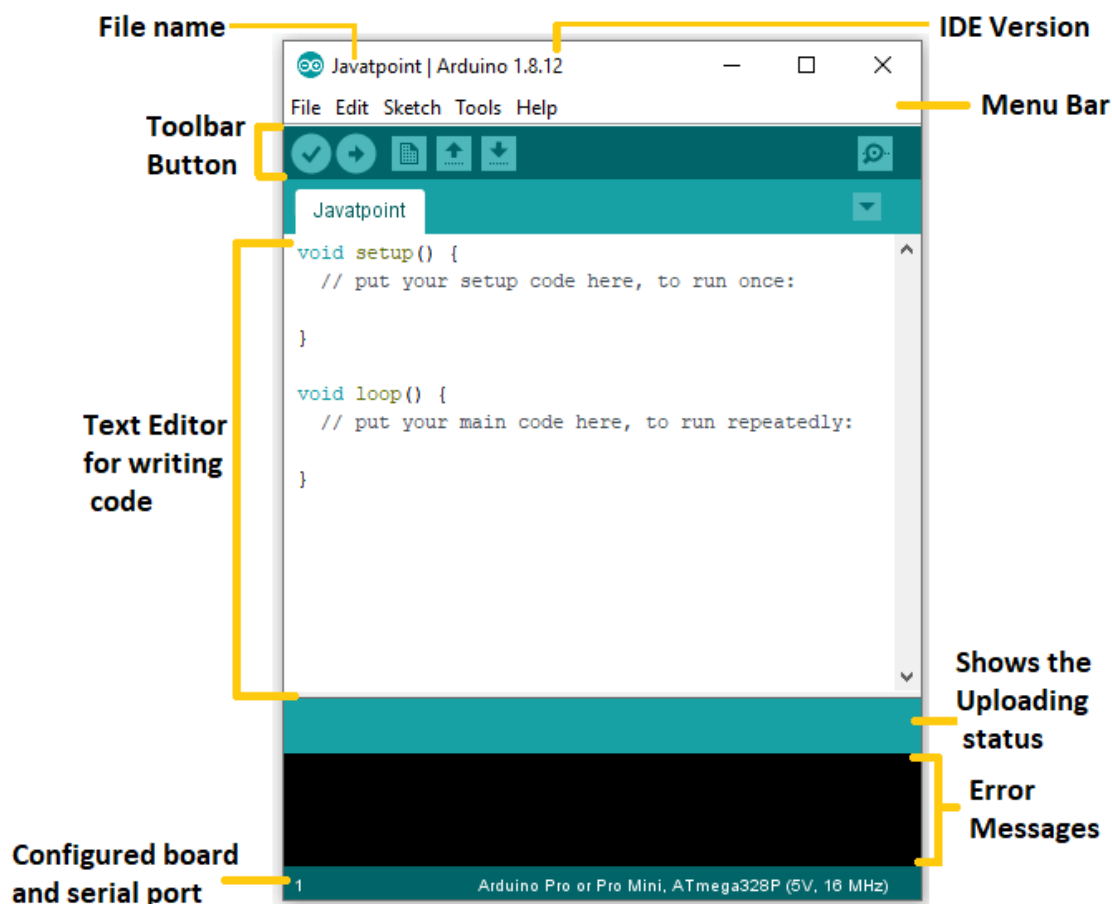 File name
IDE Version
Javatpoint | Arduino 1.8.12
File Edit Sketch Tools Help
Menu Bar
Toolbar
Button
Javatpoint
void setup() {
// put your setup code here, to run once:
}
void loop() {
// put your main code here, to run repeatedly:
}
Text Editor
for writing
code
Shows the
Uploading
status
Error
Messages
Configured board
and serial port
1
Arduino Pro or Pro Mini, ATmega328P (5V, 16 MHz)